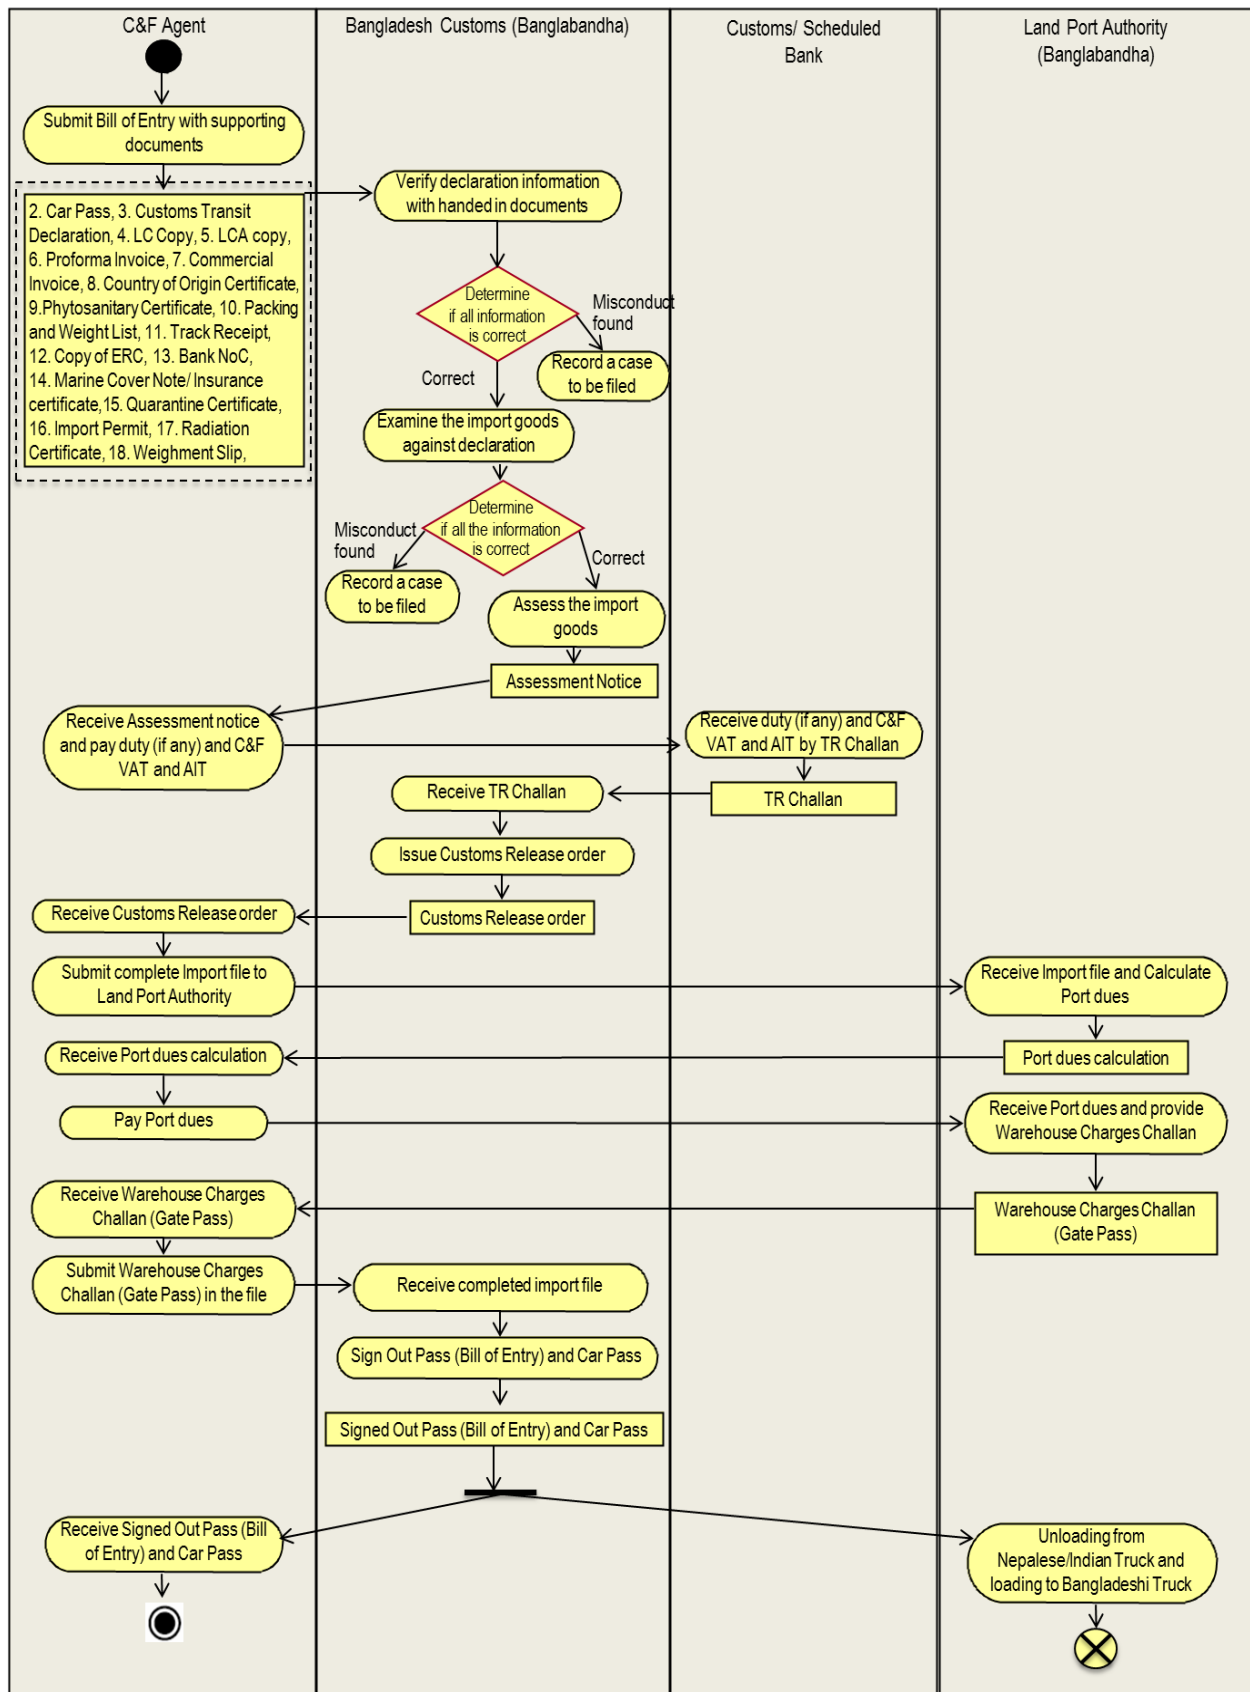 C&F Agent
Bangladesh Customs (Banglabandha)
Customs/ Scheduled
Bank
Land Port Authority
(Banglabandha)
Submit Bill of Entry with supporting
documents
2. Car Pass, 3. Customs Transit
Declaration, 4. LC Copy, 5. LCA copy,
6. Proforma Invoice, 7. Commercial
Invoice, 8. Country of Origin Certificate,
9.Phytosanitary Certificate, 10. Packing
and Weight List, 11. Track Receipt,
12. Copy of ERC, 13. Bank NoC,
14. Marine Cover Note/ Insurance
certificate,15. Quarantine Certificate,
16. Import Permit, 17. Radiation
Certificate, 18. Weighment Slip,
Verify declaration information
with handed in documents
Determine
if all information
is correct
Misconduct
found
Record a case
to be filed
Correct
Examine the import goods
against declaration
Determine
if all the information
is correct
Misconduct
found
Correct
Record a case
to be filed
Assess the import
goods
Assessment Notice
Receive Assessment notice
and pay duty (if any) and C&F
VAT and AIT
Receive duty (if any) and C&F
VAT and AIT by TR Challan
TR Challan
Receive TR Challan
Issue Customs Release order
Customs Release order
Receive Customs Release order
Submit complete Import file to
Land Port Authority
Receive Import file and Calculate
Port dues
Port dues calculation
Receive Port dues calculation
Pay Port dues
Receive Port dues and provide
Warehouse Charges Challan
Warehouse Charges Challan
(Gate Pass)
Receive Warehouse Charges
Challan (Gate Pass)
Submit Warehouse Charges
Challan (Gate Pass) in the file
Receive completed import file
Sign Out Pass (Bill of Entry) and Car Pass
Signed Out Pass (Bill of Entry) and Car Pass
Receive Signed Out Pass (Bill
of Entry) and Car Pass
Unloading from
Nepalese/Indian Truck and
loading to Bangladeshi Truck